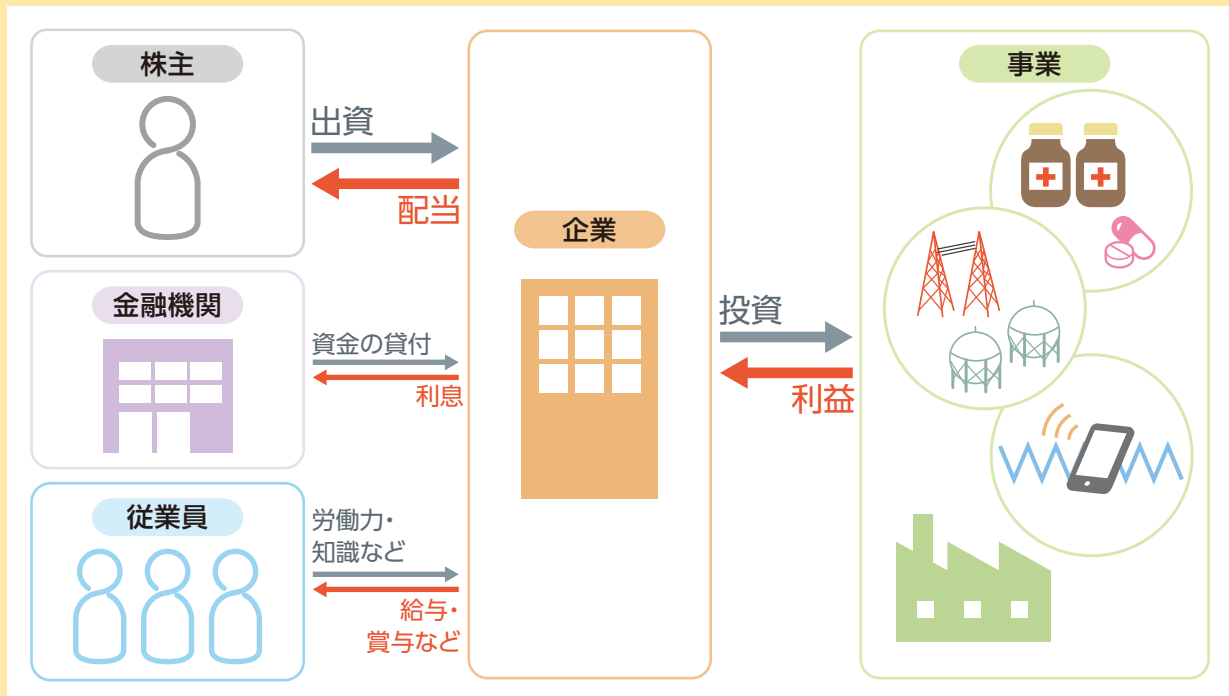 株主
出資
配当
金融機関
資金の貸付
利息
従業員
労働力・
知識など
給与・
賞与など
企業
投資
利益
事業